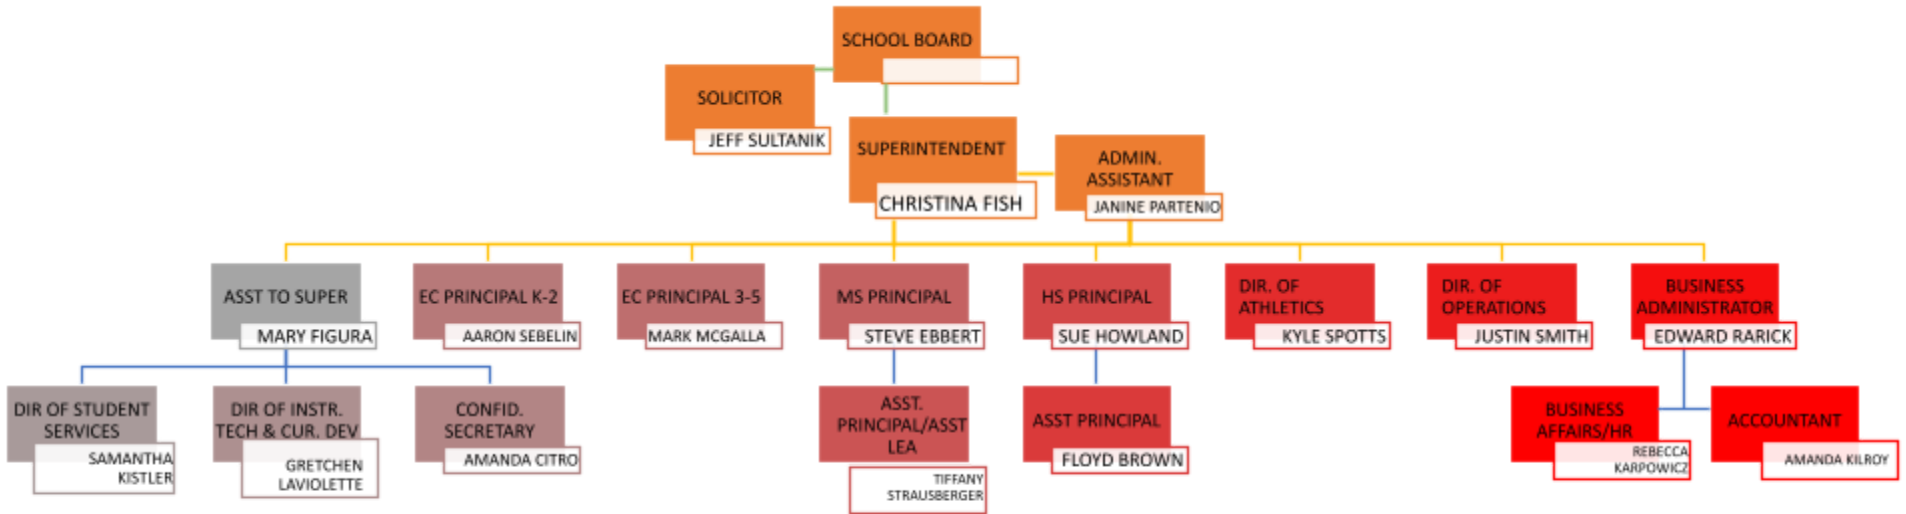 SCHOOL BOARD
SOLICITOR
JEFF SULTANIK
SUPERINTENDENT
CHRISTINA FISH
ADMIN.
ASSISTANT
JANINE PARTENIO
ASST TO SUPER
MARY FIGURA
EC PRINCIPAL K-2
AARON SEBELIN
EC PRINCIPAL 3-5
MARK MCGALLA
MS PRINCIPAL
STEVE EBBERT
HS PRINCIPAL
SUE HOWLAND
DIR. OF
ATHLETICS
KYLE SPOTTS
DIR. OF
OPERATIONS
JUSTIN SMITH
BUSINESS
ADMINISTRATOR
EDWARD RARICK
DIR OF STUDENT
SERVICES
SAMANTHA
KISTLER
DIR OF INSTR.
TECH & CUR. DEV
GRETCHEN
LAVIOLETTE
CONFID.
SECRETARY
AMANDA CITRO
ASST.
PRINCIPAL/ASST
LEA
TIFFANY
STRAUSBERGER
ASST PRINCIPAL
FLOYD BROWN
BUSINESS
AFFAIRS/HR
REBECCA
KARPOWICZ
ACCOUNTANT
AMANDA KILROY